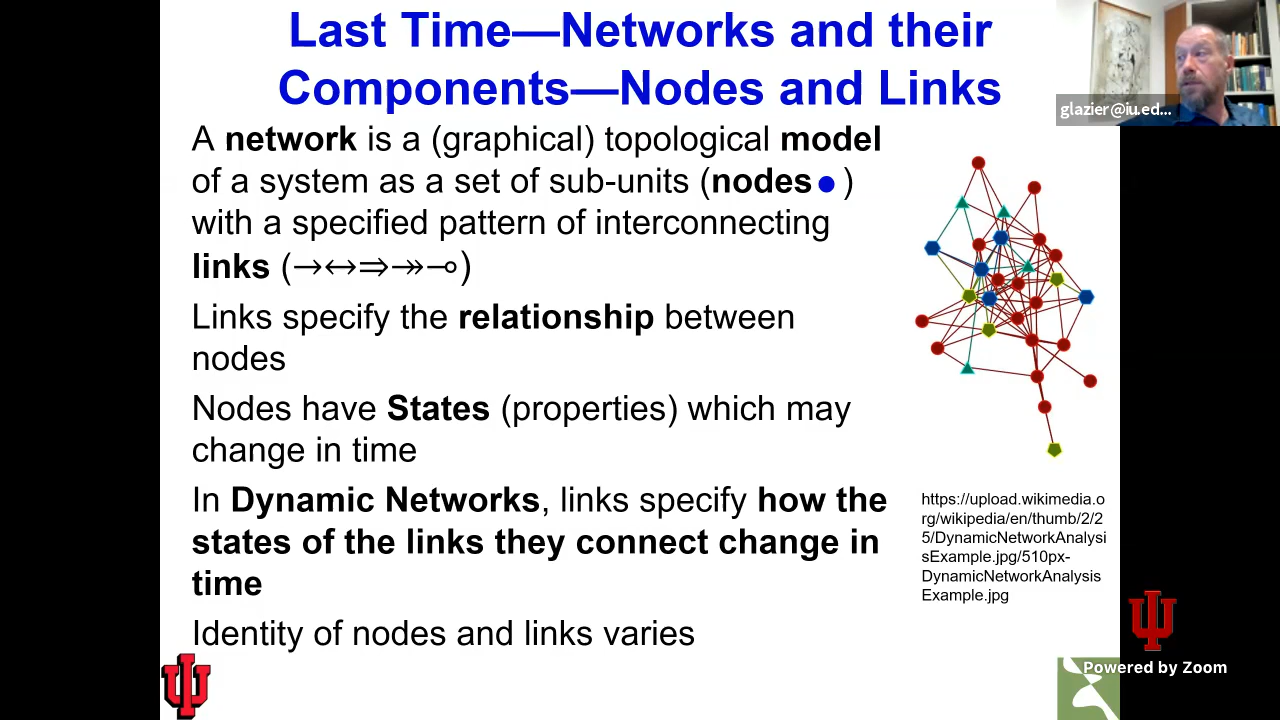 Last Time—Networks and their
Components—Nodes and Links
glazier@iu.ed...
A network is a (graphical) topological model
of a system as a set of sub-units (nodes● )
with a specified pattern of interconnecting
links (→↔⇒↠⊸)
Links specify the relationship between
nodes
Nodes have States (properties) which may
change in time
In Dynamic Networks, links specify how the
states of the links they connect change in
time
Identity of nodes and links varies
https://upload.wikimedia.o
rg/wikipedia/en/thumb/2/2
5/DynamicNetworkAnalysi
sExample.jpg/510px-
DynamicNetworkAnalysis
Example.jpg
Powered by Zoom